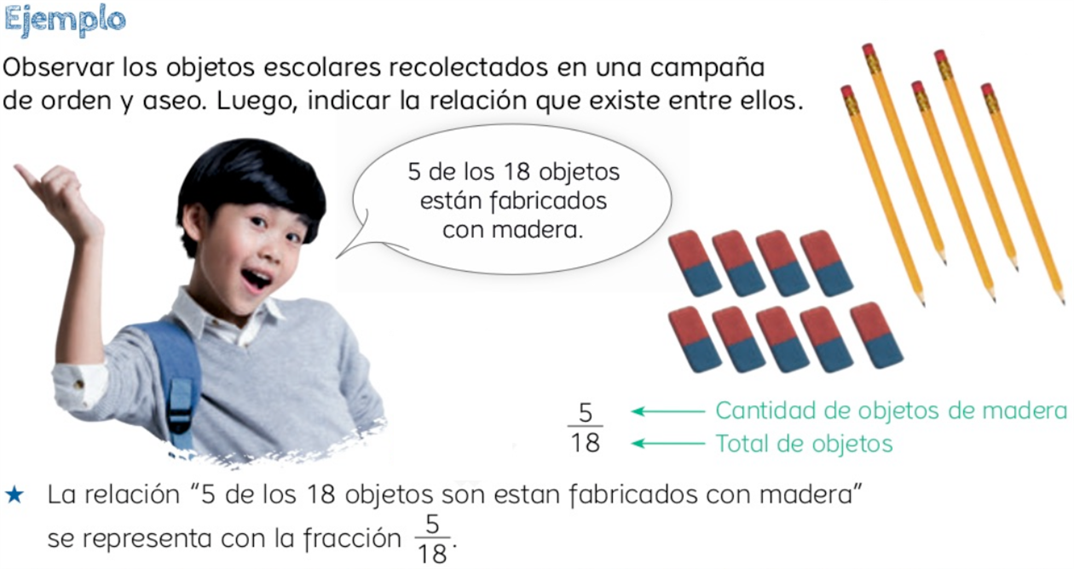 Ejemplo
Observar los objetos escolares recolectados en una campaña
de orden y aseo. Luego, indicar la relación que existe entre ellos.
5 de los 18 objetos
están fabricados
con madera.
5
18
Cantidad de objetos de madera
Total de objetos
★ La relación “5 de los 18 objetos son estan fabricados con madera”
se representa con la fracción 5/18.